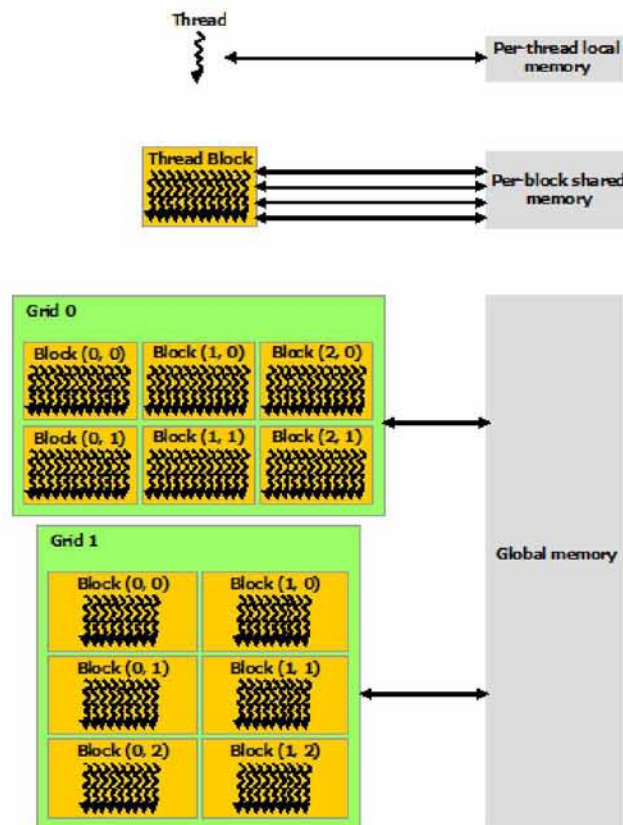 Thread
Per-thread local
memory
Thread Block
Per-block shared
memory
Grid 0
Block (0, 0) Block (1, 0) Block (2, 0)
Block (0, 1) Block (1, 1) Block (2, 1)
Global memory
Grid 1
Block (0, 0) Block (1, 0)
Block (0, 1) Block (1, 1)
Block (0, 2) Block (1, 2)